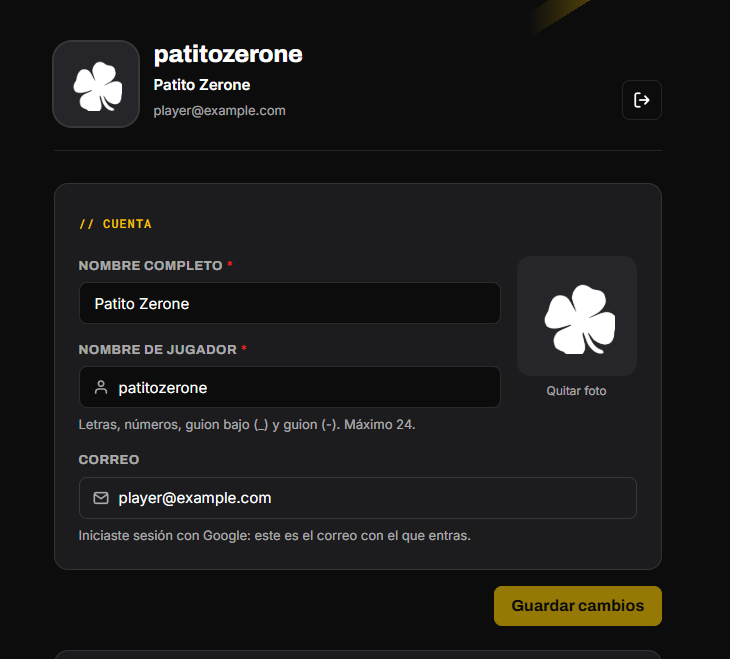 patitozerone
Patito Zerone
player@example.com
// CUENTA
NOMBRE COMPLETO *
Patito Zerone
NOMBRE DE JUGADOR *
patitozerone
Quitar foto
Letras, números, guion bajo (_) y guion (-). Máximo 24.
CORREO
player@example.com
Iniciaste sesión con Google: este es el correo con el que entras.
Guardar cambios